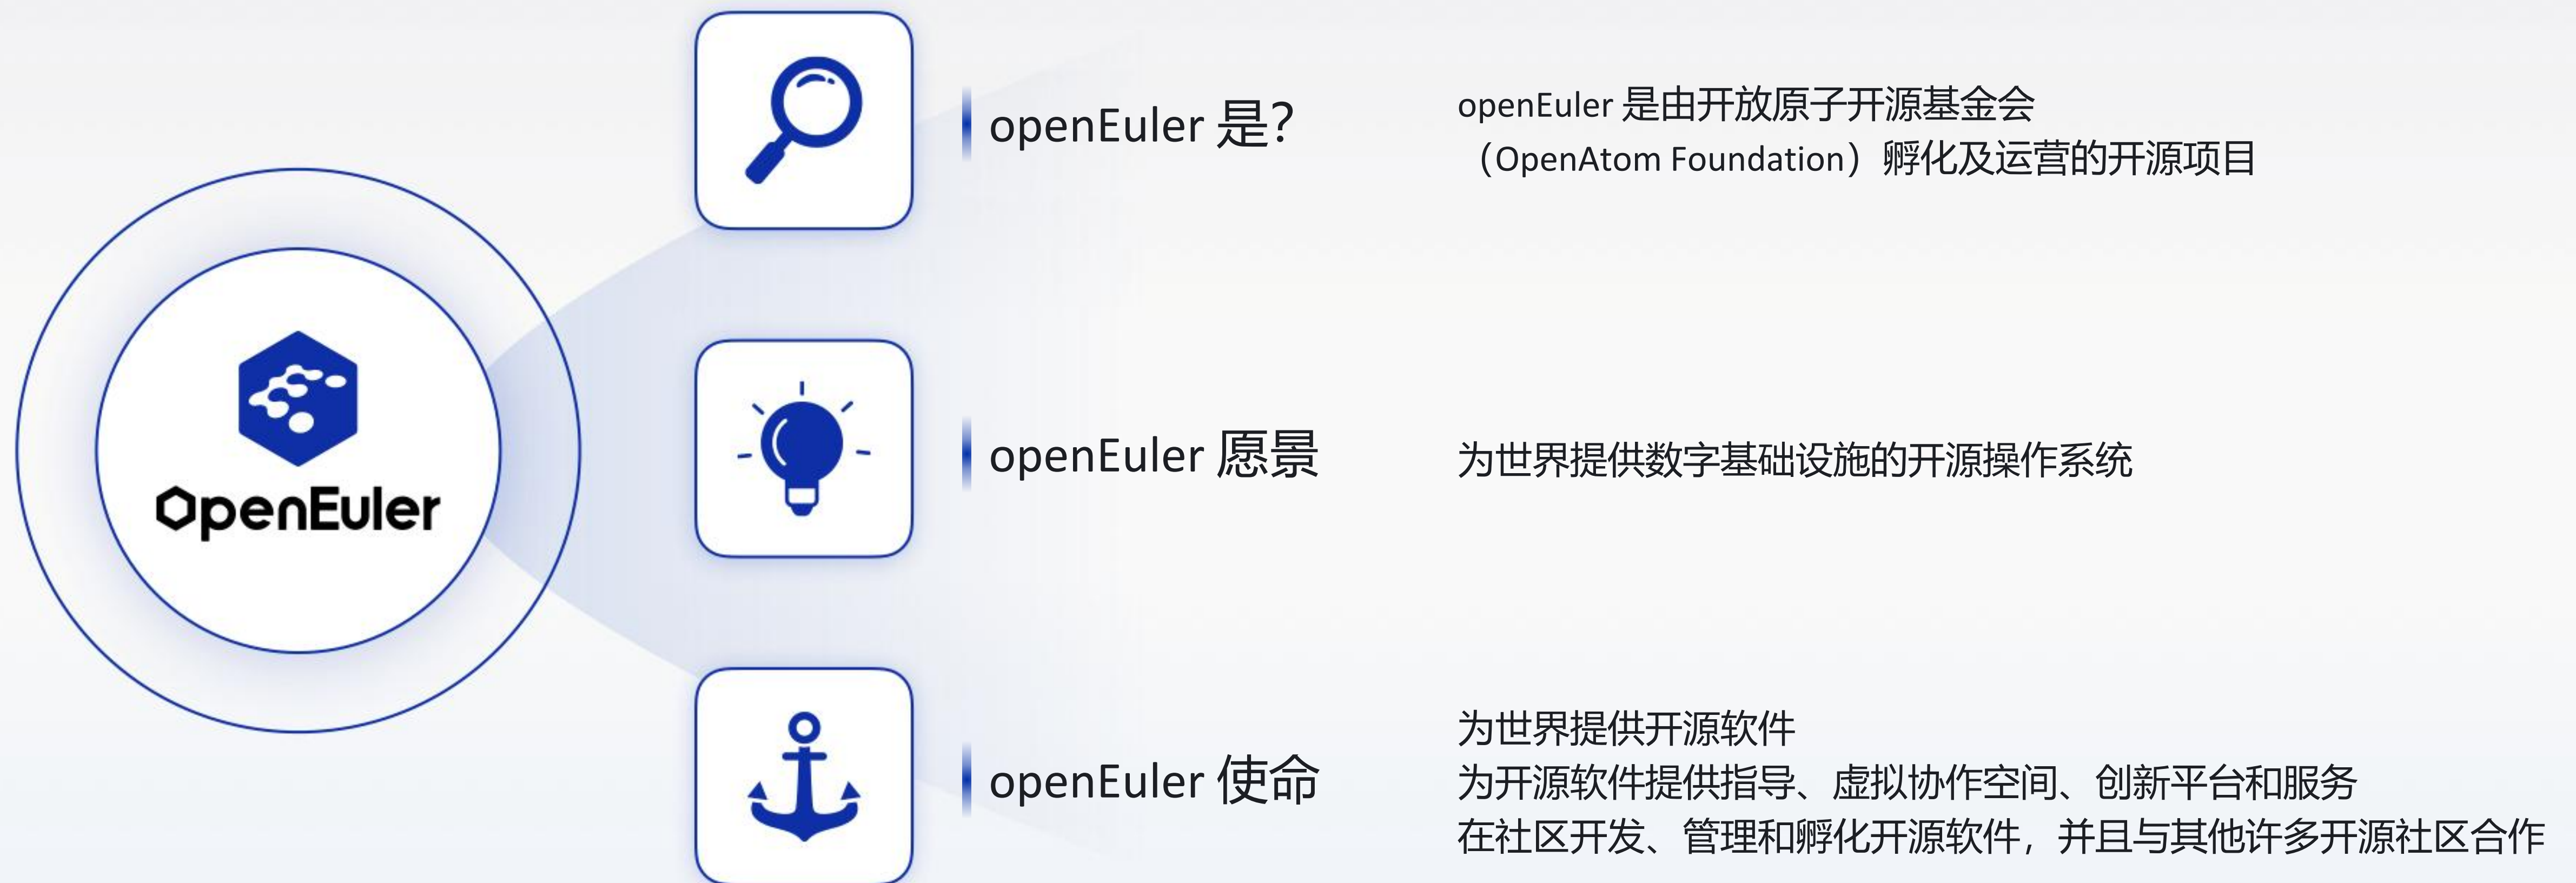 OpenEuler
openEuler 是?
openEuler 是由开放原子开源基金会
（OpenAtom Foundation）孵化及运营的开源项目
openEuler 愿景
为世界提供数字基础设施的开源操作系统
openEuler 使命
为世界提供开源软件
为开源软件提供指导、虚拟协作空间、创新平台和服务
在社区开发、管理和孵化开源软件，并且与其他许多开源社区合作